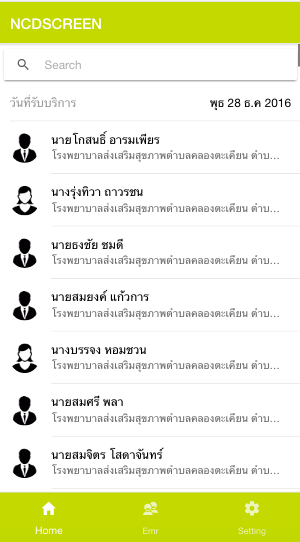 NCDSCREEN
Search
วันที่รับบริการ พุธ 28 ธ.ค 2016
นายโกสนธิ์ อารมเพียร
โรงพยาบาลส่งเสริมสุขภาพตำบลคลองตะเคียน ตำบ...
นางรุ่งทิวา ถาวรชน
โรงพยาบาลส่งเสริมสุขภาพตำบลคลองตะเคียน ตำบ...
นายธงชัย ชมดี
โรงพยาบาลส่งเสริมสุขภาพตำบลคลองตะเคียน ตำบ...
นายสมยงค์ แก้วการ
โรงพยาบาลส่งเสริมสุขภาพตำบลคลองตะเคียน ตำบ...
นางบรรจง หอมชวน
โรงพยาบาลส่งเสริมสุขภาพตำบลคลองตะเคียน ตำบ...
นายสมศรี พลา
โรงพยาบาลส่งเสริมสุขภาพตำบลคลองตะเคียน ตำบ...
นายสมจิตร โสดาจันทร์
โรงพยาบาลส่งเสริมสุขภาพตำบลคลองตะเคียน ตำบ...
Home Emr Setting